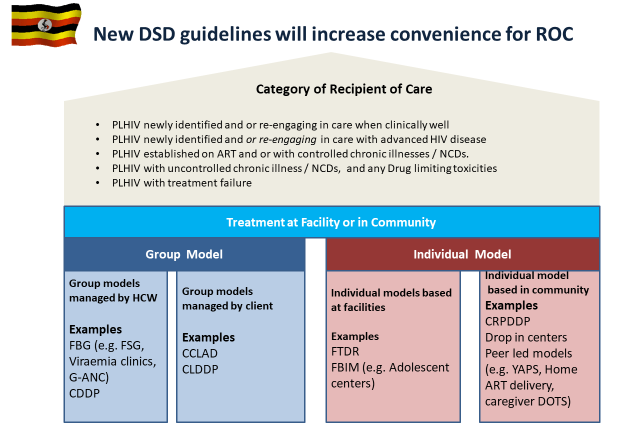 New DSD guidelines will increase convenience for ROC
Category of Recipient of Care
• PLHIV newly identified and or re-engaging in care when clinically well
• PLHIV newly identified and or re-engaging in care with advanced HIV disease
• PLHIV established on ART and or with controlled chronic illnesses / NCDs.
• PLHIV with uncontrolled chronic illness / NCDs, and any Drug limiting toxicities
• PLHIV with treatment failure
Treatment at Facility or in Community
Group Model
Group models
managed by HCW
Examples
FBG (e.g. FSG,
Viraemia clinics,
G-ANC)
CDDP
Group models
managed by client
Examples
CCLAD
CLDDP
Individual Model
Individual models based
at facilities
Examples
FTDR
FBIM (e.g. Adolescent
centers)
Individual model
based in community
Examples
CRPDDP
Drop in centers
Peer led models
(e.g. YAPS, Home
ART delivery,
caregiver DOTS)